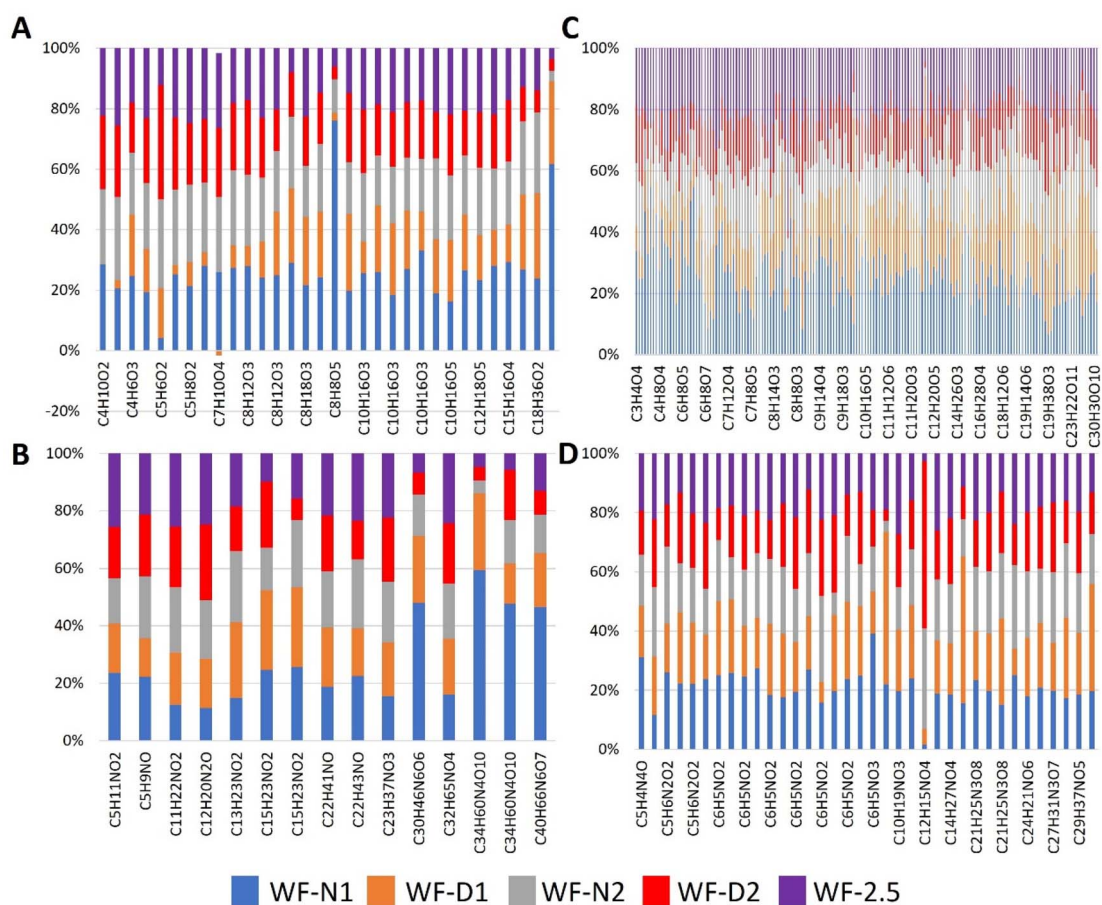 A
100%
80%
60%
40%
20%
0%
-20%
C4H10O2
C4H6O3
C5H6O2
C5H8O2
C7H10O4
C8H12O3
C8H12O3
C8H18O3
C8H8O5
C10H16O3
C10H16O3
C10H16O3
C10H16O5
C12H18O5
C15H16O4
C18H36O2
C
100%
80%
60%
40%
20%
0%
C3H4O4
C4H8O4
C6H8O5
C6H8O7
C7H12O4
C7H8O5
C8H14O3
C8H8O3
C9H14O4
C9H18O3
C10H16O5
C11H12O6
C11H20O3
C12H20O5
C14H26O3
C16H28O4
C18H12O6
C19H14O6
C19H38O3
C23H22O11
C30H30O10
B
100%
80%
60%
40%
20%
0%
C5H11NO2
C5H9NO
C11H22NO2
C12H20N2O
C13H23NO2
C15H23NO2
C15H23NO2
C22H41NO
C22H43NO
C23H37NO3
C30H46N6O6
C32H65NO4
C34H60N4O10
C34H60N4O10
C40H66N6O7
D
100%
80%
60%
40%
20%
0%
C5H4N4O
C5H6N2O2
C5H6N2O2
C6H5NO2
C6H5NO2
C6H5NO2
C6H5NO2
C6H5NO2
C6H5NO2
C6H5NO3
C10H19NO3
C12H15NO4
C14H27NO4
C21H25N3O8
C21H25N3O8
C24H21NO6
C27H31N3O7
C29H37NO5
WF-N1 WF-D1 WF-N2 WF-D2 WF-2.5